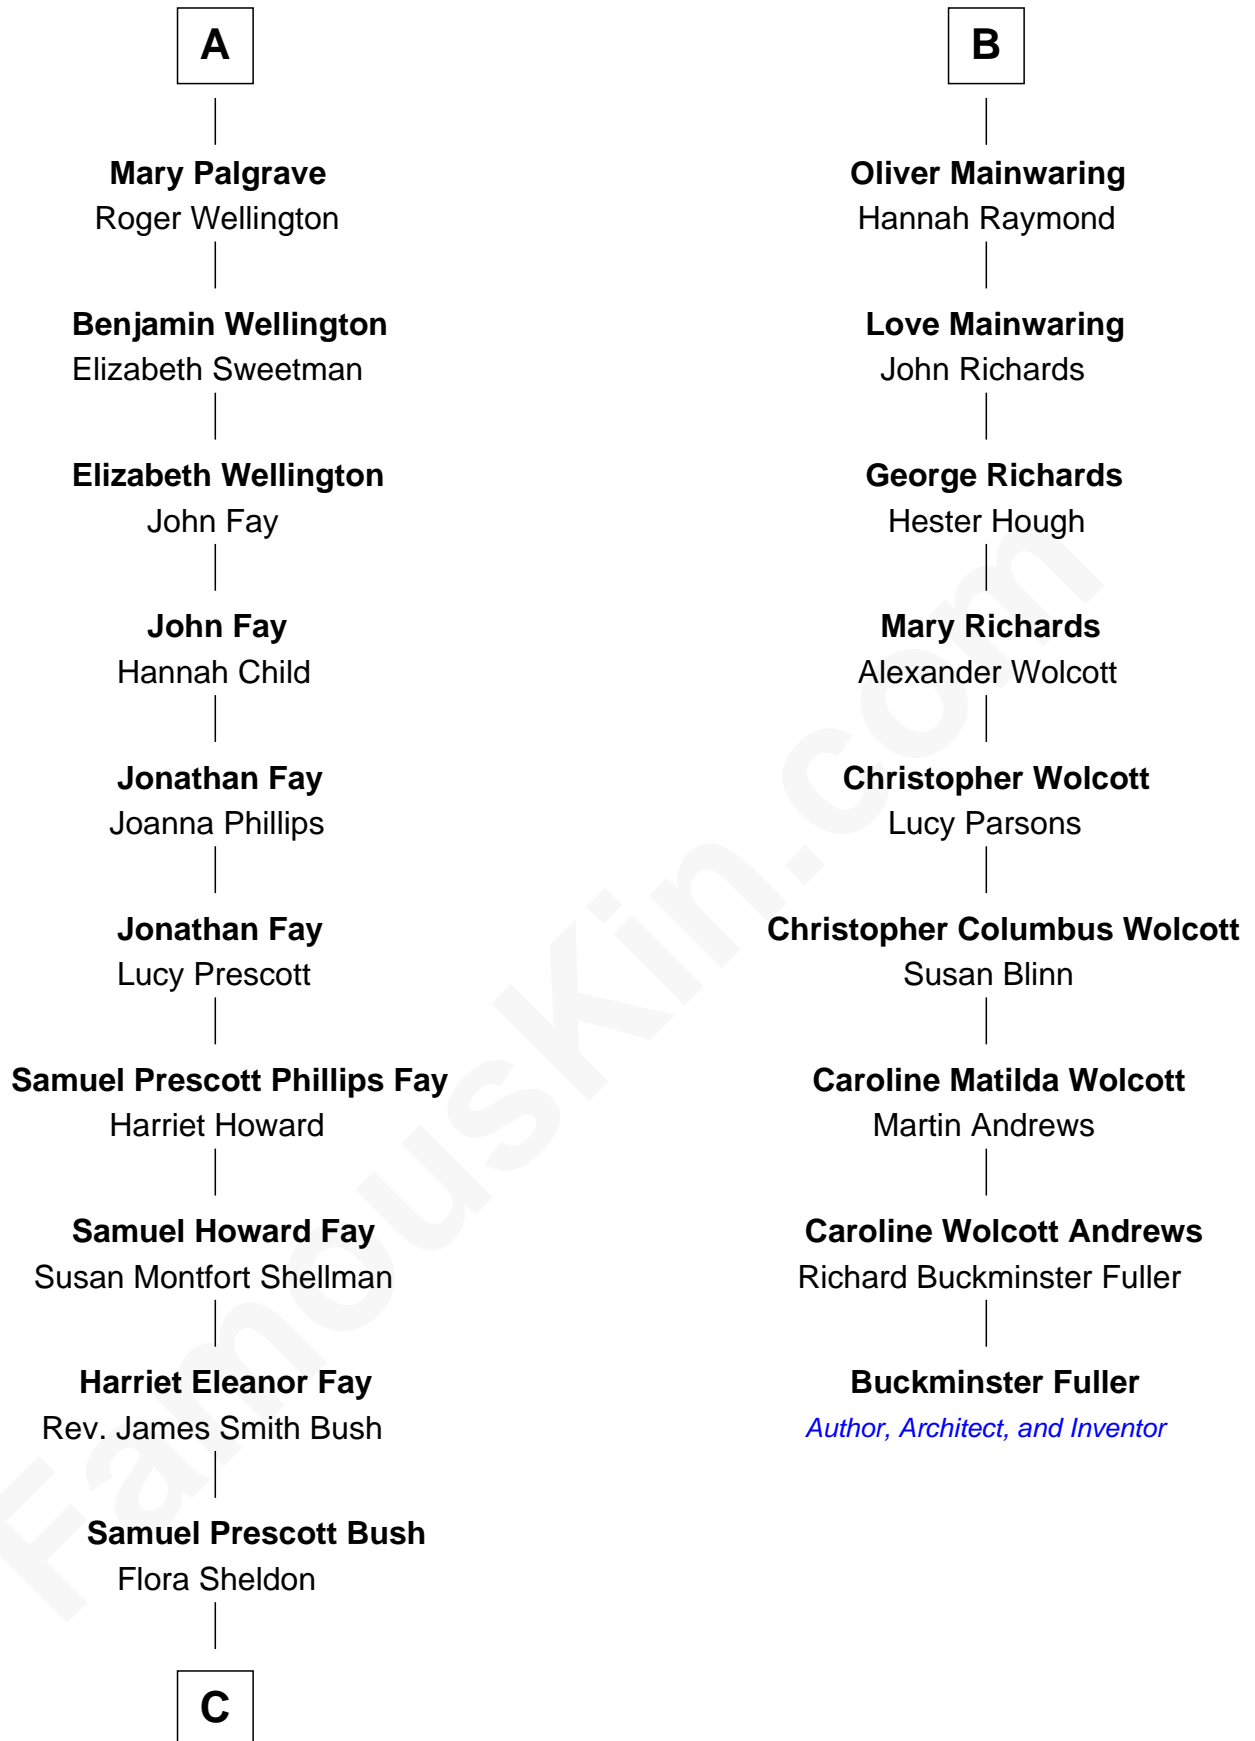 A
Mary Palgrave
Roger Wellington
Benjamin Wellington
Elizabeth Sweetman
Elizabeth Wellington
John Fay
John Fay
Hannah Child
Jonathan Fay
Joanna Phillips
Jonathan Fay
Lucy Prescott
Samuel Prescott Phillips Fay
Harriet Howard
Samuel Howard Fay
Susan Montfort Shellman
Harriet Eleanor Fay
Rev. James Smith Bush
Samuel Prescott Bush
Flora Sheldon
C
B
Oliver Mainwaring
Hannah Raymond
Love Mainwaring
John Richards
George Richards
Hester Hough
Mary Richards
Alexander Wolcott
Christopher Wolcott
Lucy Parsons
Christopher Columbus Wolcott
Susan Blinn
Caroline Matilda Wolcott
Martin Andrews
Caroline Wolcott Andrews
Richard Buckminster Fuller
Buckminster Fuller
Author, Architect, and Inventor
FamousKin.com